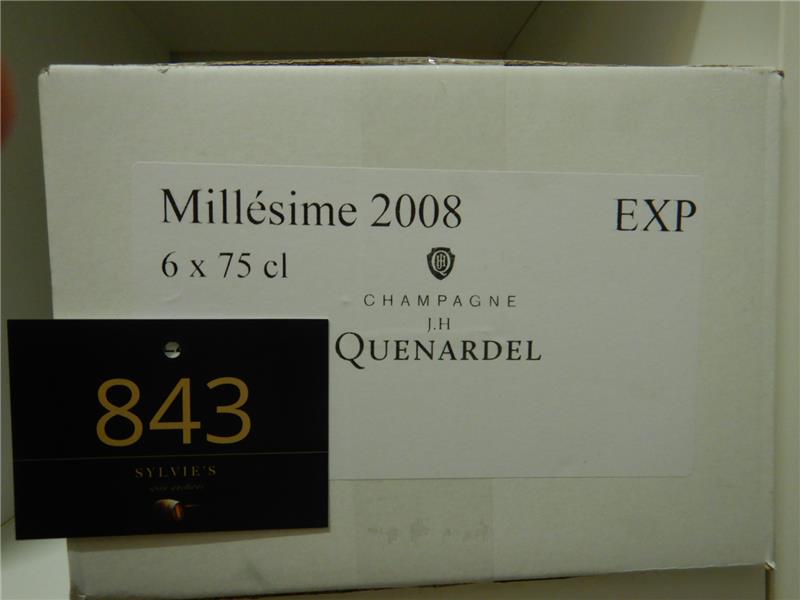 Millésime 2008
EXP
6 x 75 cl
CHAMPAGNE
J.H
QUENARDEL
843
SYLVIE'S